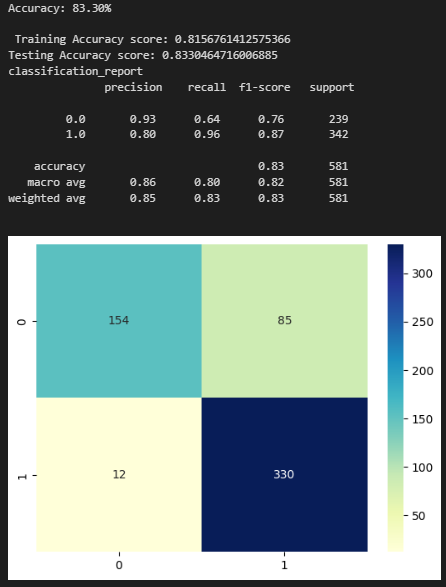 Accuracy: 83.30%
Training Accuracy score: 0.8156761412575366
Testing Accuracy score: 0.8330464716006885
classification_report
precision recall f1-score support
0.0 0.93 0.64 0.76 239
1.0 0.80 0.96 0.87 342
accuracy 0.83 581
macro avg 0.86 0.80 0.82 581
weighted avg 0.85 0.83 0.83 581
0 154 85
1 12 330
0 1
300
250
200
150
100
50